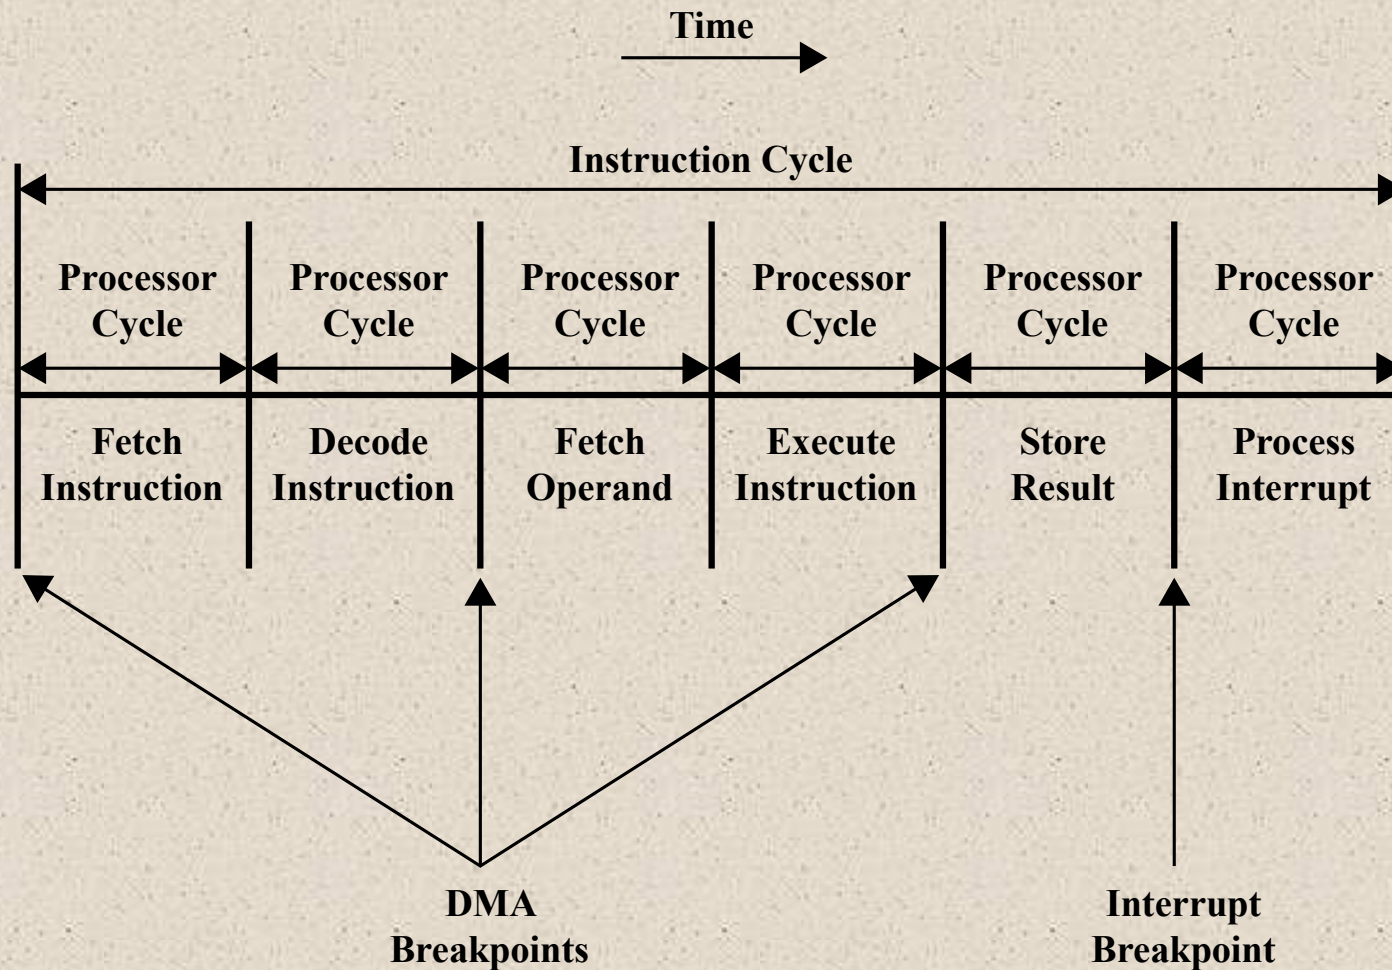 Time
Instruction Cycle
Processor Cycle
Processor Cycle
Processor Cycle
Processor Cycle
Processor Cycle
Processor Cycle
Fetch Instruction
Decode Instruction
Fetch Operand
Execute Instruction
Store Result
Process Interrupt
DMA Breakpoints
Interrupt Breakpoint